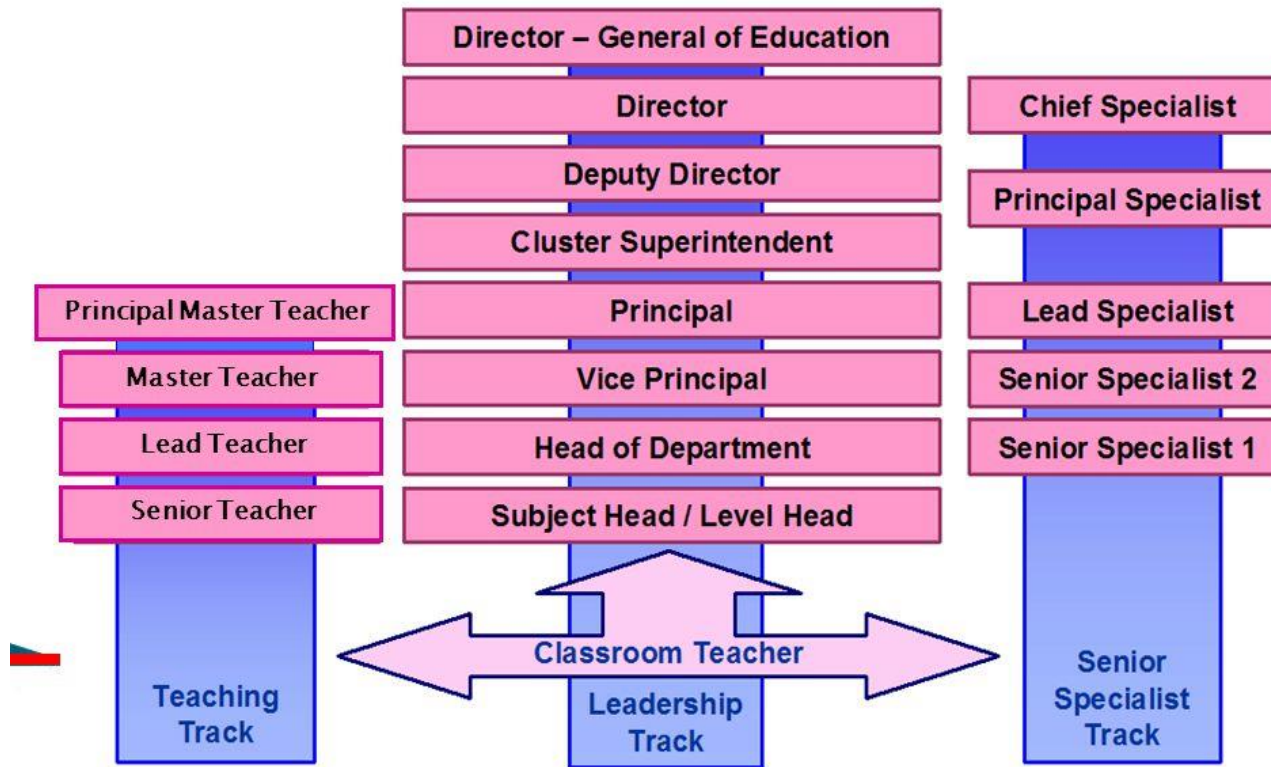 Director – General of Education
Director
Chief Specialist
Deputy Director
Principal Specialist
Cluster Superintendent
Principal Master Teacher
Principal
Lead Specialist
Master Teacher
Vice Principal
Senior Specialist 2
Lead Teacher
Head of Department
Senior Specialist 1
Senior Teacher
Subject Head / Level Head
Classroom Teacher
Teaching
Track
Leadership
Track
Senior
Specialist
Track